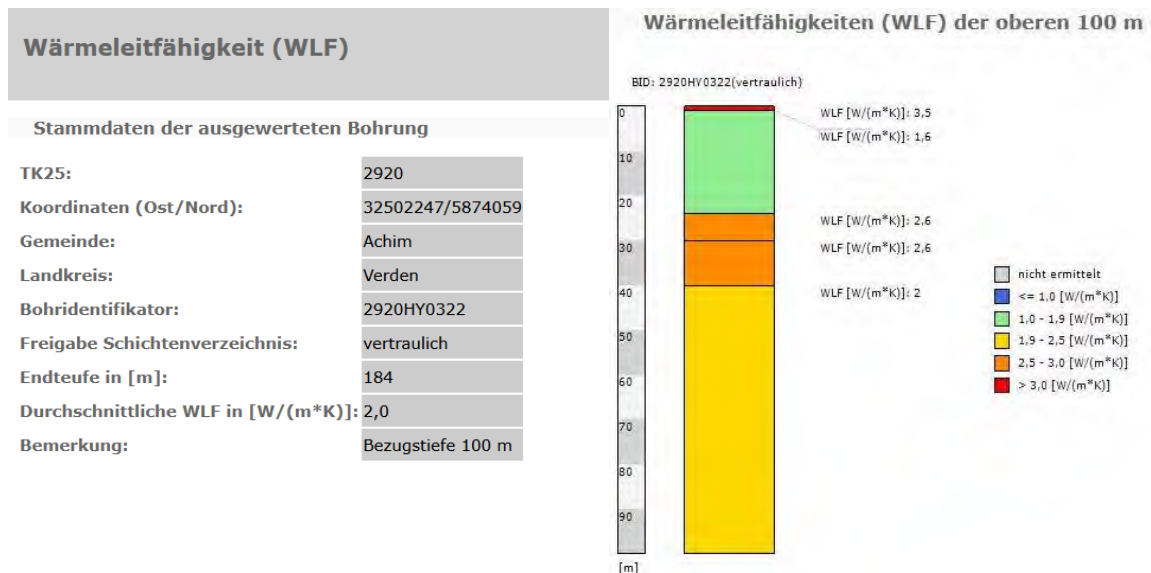 Wärmeleitfähigkeit (WLF)
Stammdaten der ausgewerteten Bohrung
TK25: 2920
Koordinaten (Ost/Nord): 32502247/5874059
Gemeinde: Achim
Landkreis: Verden
Bohridentifikator: 2920HY0322
Freigabe Schichtenverzeichnis: vertraulich
Endteufe in [m]: 184
Durchschnittliche WLF in [W/(m*K)]: 2,0
Bemerkung: Bezugstiefe 100 m
Wärmeleitfähigkeiten (WLF) der oberen 100 m
BID: 2920HY0322(vertraulich)
0
10
20
30
40
50
60
70
80
90
[m]
WLF [W/(m*K)]: 3,5
WLF [W/(m*K)]: 1,6
WLF [W/(m*K)]: 2,6
WLF [W/(m*K)]: 2,6
WLF [W/(m*K)]: 2
nicht ermittelt
<= 1,0 [W/(m*K)]
1,0 - 1,9 [W/(m*K)]
1,9 - 2,5 [W/(m*K)]
2,5 - 3,0 [W/(m*K)]
> 3,0 [W/(m*K)]